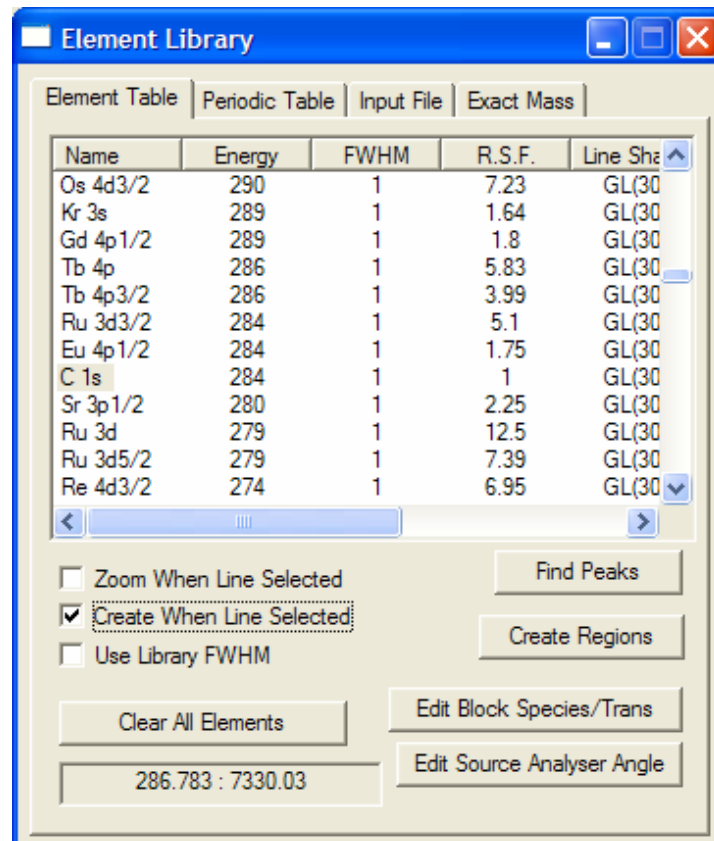 Element Library
Element Table Periodic Table Input File Exact Mass
Name Energy FWHM R.S.F. Line Sha
Os 4d3/2 290 1 7.23 GL(30
Kr 3s 289 1 1.64 GL(30
Gd 4p1/2 289 1 1.8 GL(30
Tb 4p 286 1 5.83 GL(30
Tb 4p3/2 286 1 3.99 GL(30
Ru 3d3/2 284 1 5.1 GL(30
Eu 4p1/2 284 1 1.75 GL(30
C 1s 284 1 1 GL(30
Sr 3p1/2 280 1 2.25 GL(30
Ru 3d 279 1 12.5 GL(30
Ru 3d5/2 279 1 7.39 GL(30
Re 4d3/2 274 1 6.95 GL(30
Zoom When Line Selected
Find Peaks
Create When Line Selected
Create Regions
Use Library FWHM
Edit Block Species/Trans
Clear All Elements
Edit Source Analyser Angle
286.783 : 7330.03